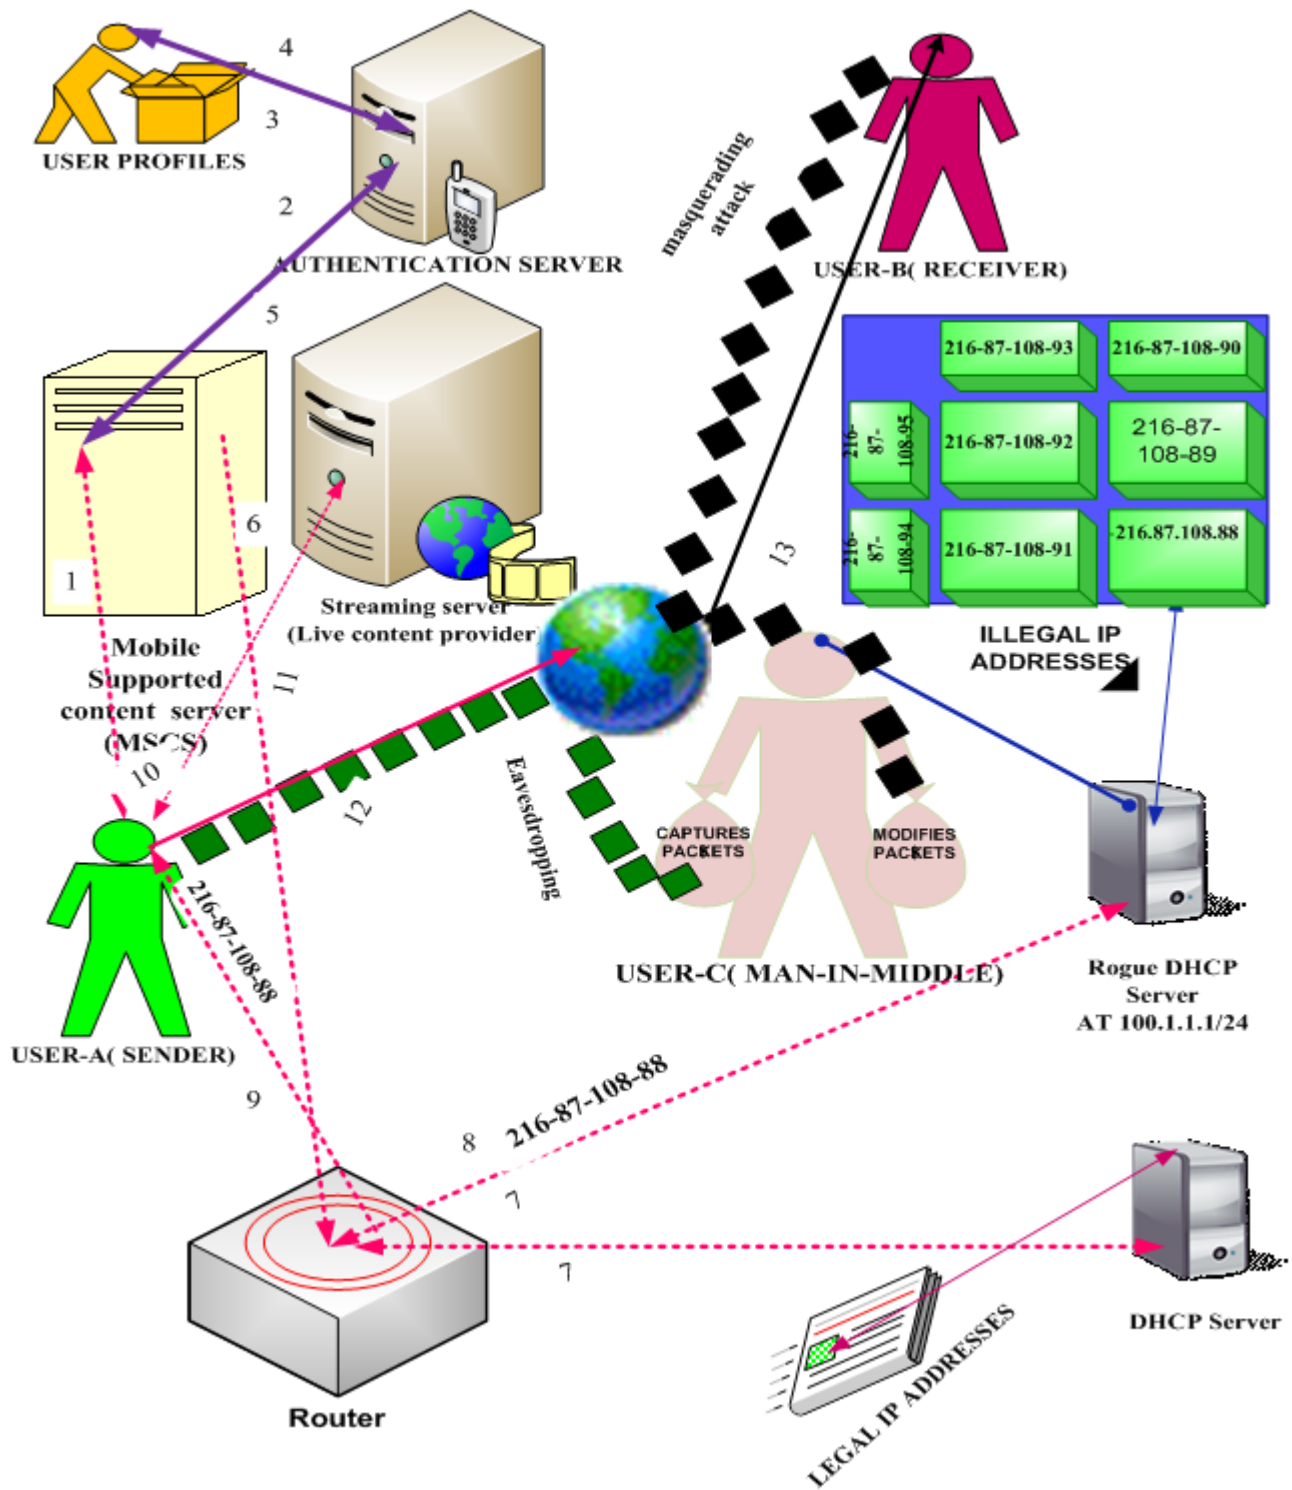 4
3
USER PROFILES
2
AUTHENTICATION SERVER
5
masquerading
attack
USER-B( RECEIVER)
216-87-108-93
216-87-108-90
216-
87-
108-95
216-87-108-92
216-87-
108-89
216-
87-
108-94
216-87-108-91
-216.87.108.88
ILLEGAL IP
ADDRESSES
6
1
13
Streaming server
(Live content provider)
Mobile
Supported
content server
(MSCS)
11
10
12
Eavesdropping
CAPTURES
PACKETS
MODIFIES
PACKETS
USER-C( MAN-IN-MIDDLE)
Rogue DHCP
Server
AT 100.1.1.1/24
216-87-108-88
USER-A( SENDER)
9
8
216-87-108-88
7
7
DHCP Server
LEGAL IP ADDRESSES
Router